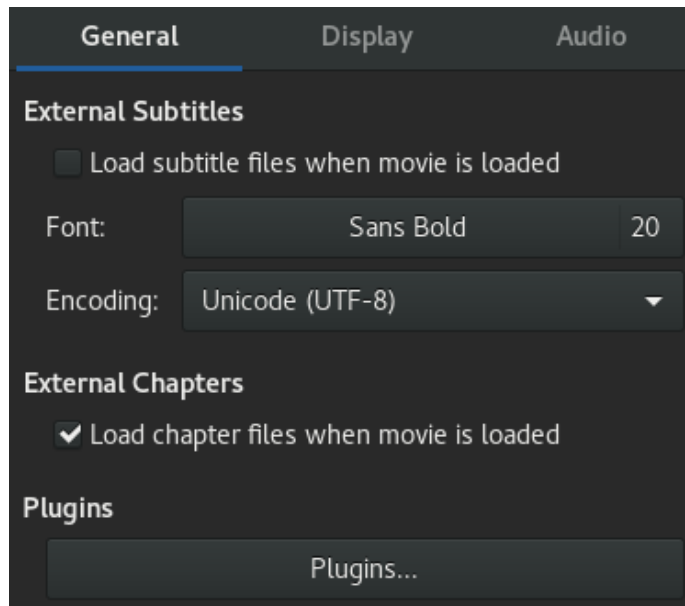 General Display Audio
External Subtitles
Load subtitle files when movie is loaded
Font: Sans Bold 20
Encoding: Unicode (UTF-8)
External Chapters
Load chapter files when movie is loaded
Plugins
Plugins...